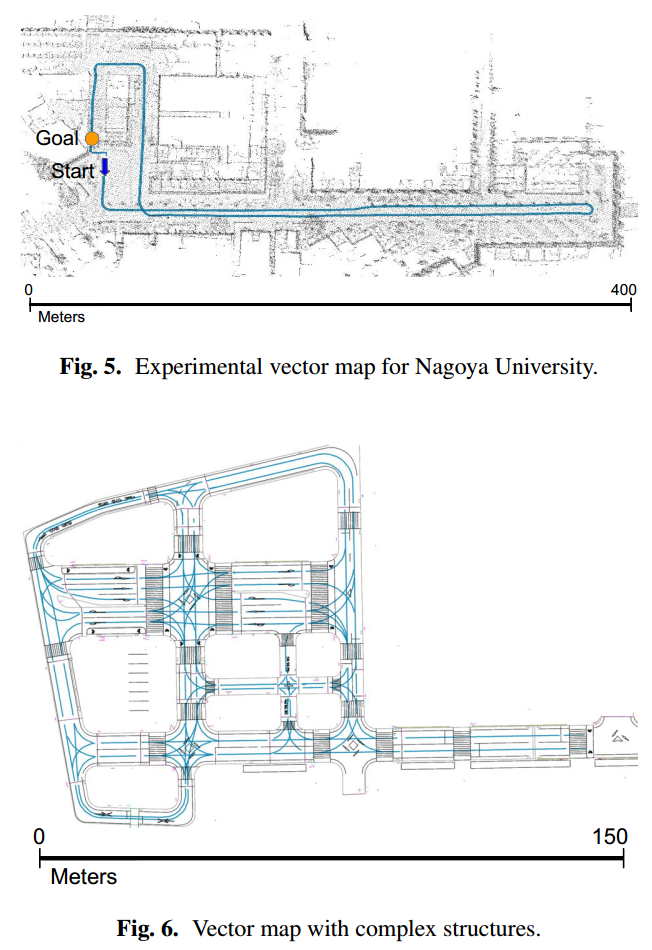 Goal
Start
0 400
Meters
Fig. 5. Experimental vector map for Nagoya University.
0 150
Meters
Fig. 6. Vector map with complex structures.